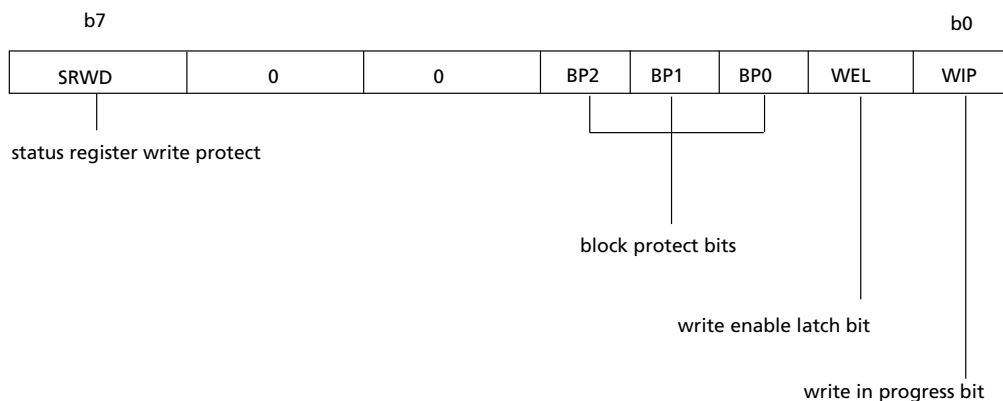 b7 b0
SRWD 0 0 BP2 BP1 BP0 WEL WIP
status register write protect
block protect bits
write enable latch bit
write in progress bit